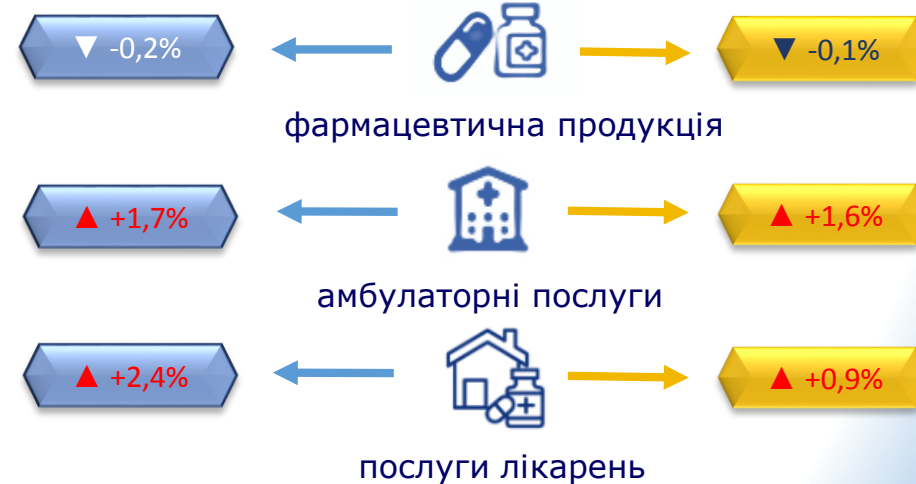 ▼ -0,2%
▼ -0,1%
фармацевтична продукція
▲ +1,7%
▲ +1,6%
амбулаторні послуги
▲ +2,4%
▲ +0,9%
послуги лікарень